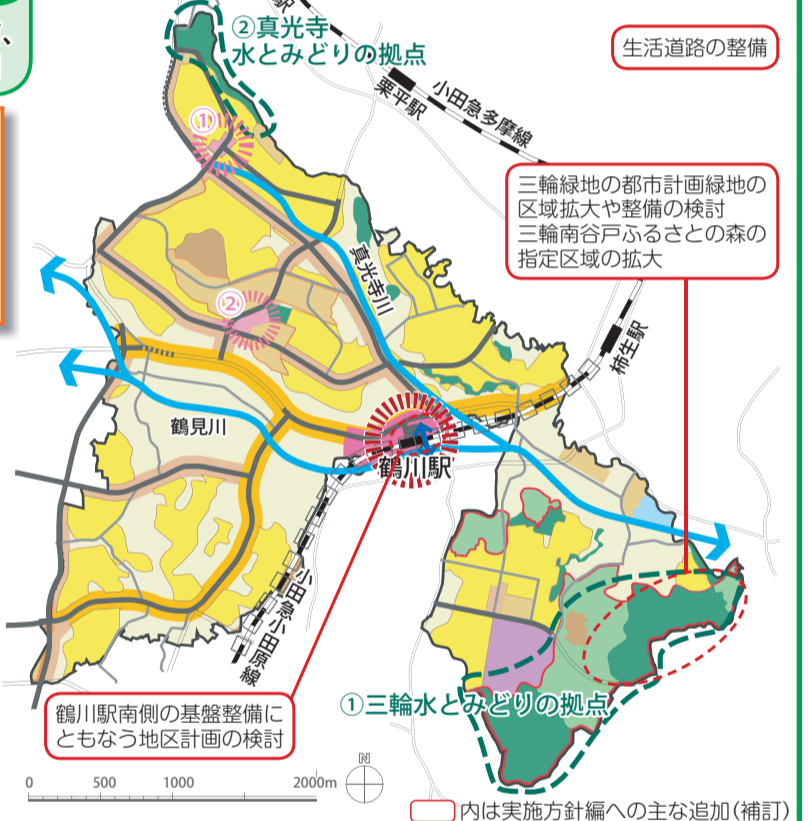 駅
②真光寺
水とみどりの拠点
生活道路の整備
小田急多摩線
栗平駅
①
三輪緑地の都市計画緑地の
区域拡大や整備の検討
三輪南谷戸ふるさとの森の
指定区域の拡大
真光寺川
②
柿生駅
鶴見川
鶴川駅
小田急小田原線
鶴川駅南側の基盤整備に
ともなう地区計画の検討
①三輪水とみどりの拠点
N
0 500 1000 2000m
内は実施方針編への主な追加(補訂)